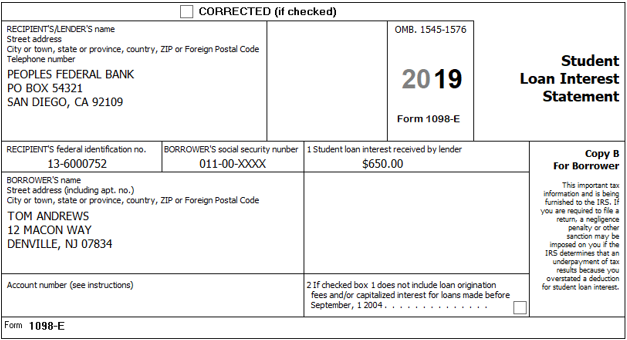 CORRECTED (if checked)
RECIPIENT'S/LENDER'S name
Street address
City or town, state or province, country, ZIP or Foreign Postal Code
Telephone number
PEOPLES FEDERAL BANK
PO BOX 54321
SAN DIEGO, CA 92109
OMB. 1545-1576
2019
Form 1098-E
Student
Loan Interest
Statement
RECIPIENT'S federal identification no.
13-6000752
BORROWER'S social security number
011-00-XXXX
1 Student loan interest received by lender
$650.00
Copy B
For Borrower
This important tax
information and is being
furnished to the IRS. If
you are required to file a
return, a negligence
penalty or other
sanction may be
imposed on you if the
IRS determines that an
underpayment of tax
results because you
overstated a deduction
for student loan interest.
BORROWER'S name
Street address (including apt. no.)
City or town, state or province, country, ZIP or Foreign Postal Code
TOM ANDREWS
12 MACON WAY
DENVILLE, NJ 07834
Account number (see instructions)
2 If checked box 1 does not include loan origination
fees and/or capitalized interest for loans made before
September, 1 2004 . . . . . . . . . . . . . .
Form 1098-E